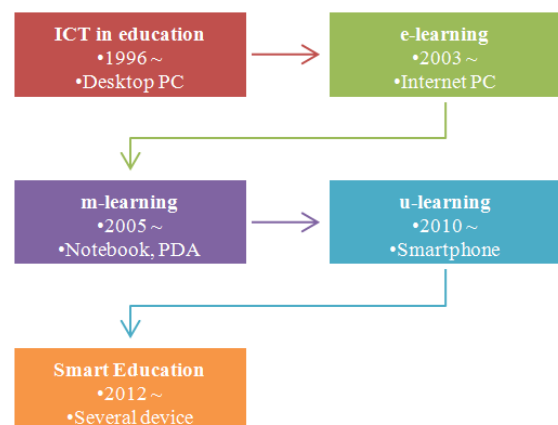 ICT in education
•1996 ~
•Desktop PC
e-learning
•2003 ~
•Internet PC
m-learning
•2005 ~
•Notebook, PDA
u-learning
•2010 ~
•Smartphone
Smart Education
•2012 ~
•Several device